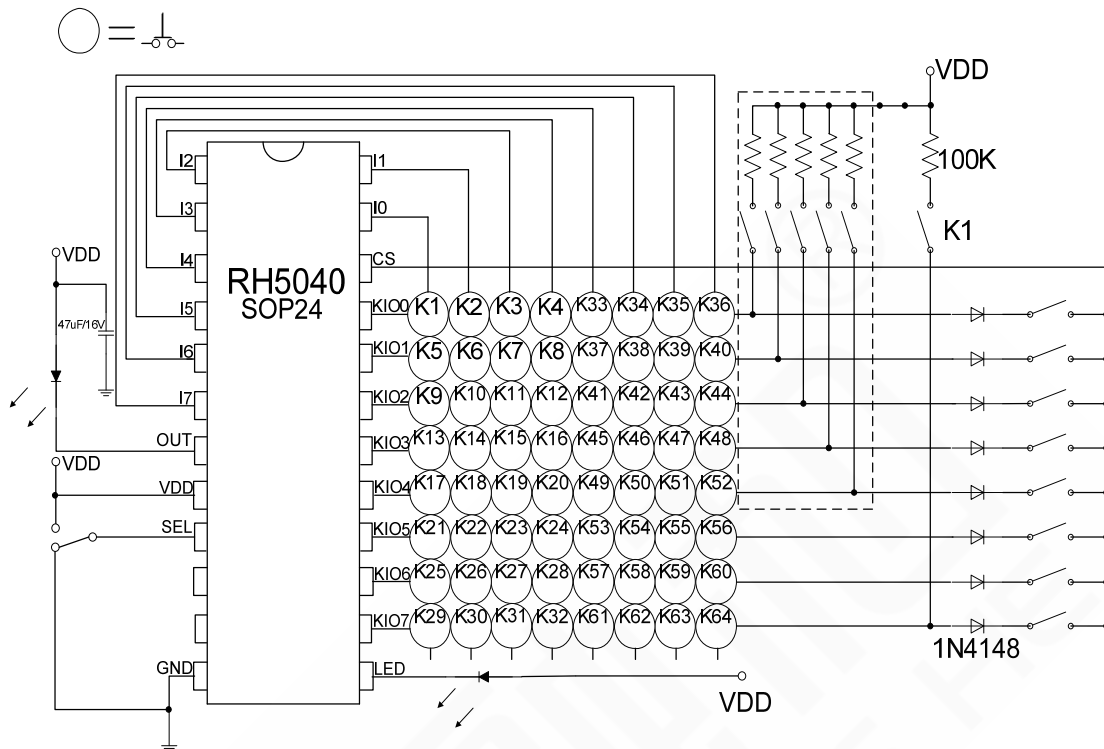 VDD
100K
K1
I2 I1
I3 I0
I4 CS
RH5040
SOP24
VDD
47uF/16V
I5 KIO0 K1 K2 K3 K4 K33 K34 K35 K36
I6 KIO1 K5 K6 K7 K8 K37 K38 K39 K40
I7 KIO2 K9 K10 K11 K12 K41 K42 K43 K44
OUT KIO3 K13 K14 K15 K16 K45 K46 K47 K48
VDD
VDD KIO4 K17 K18 K19 K20 K49 K50 K51 K52
SEL KIO5 K21 K22 K23 K24 K53 K54 K55 K56
KIO6 K25 K26 K27 K28 K57 K58 K59 K60
KIO7 K29 K30 K31 K32 K61 K62 K63 K64
1N4148
GND LED
VDD